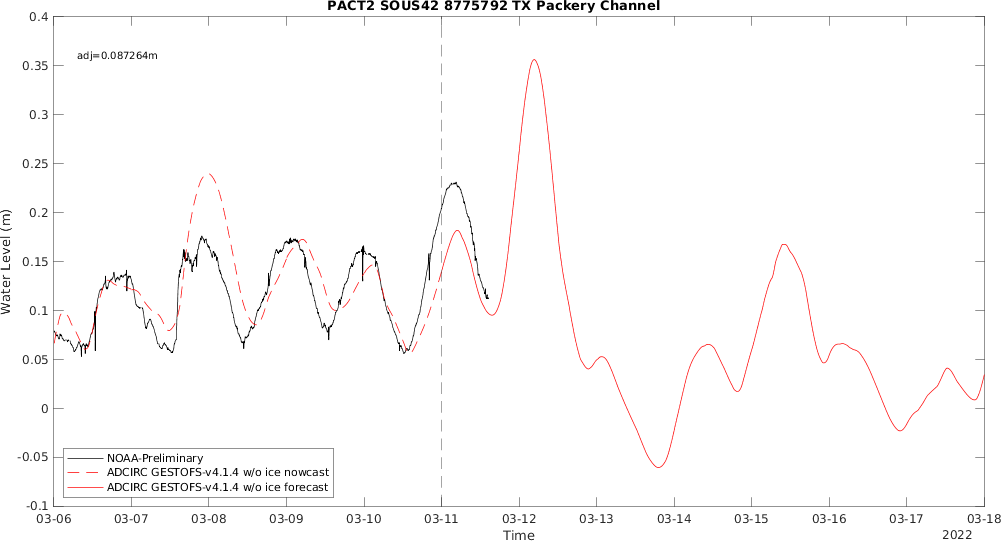 PACT2 SOUS42 8775792 TX Packery Channel
adj=0.087264m
0.4
0.35
0.3
0.25
0.2
0.15
0.1
0.05
0
-0.05
-0.1
Water Level (m)
NOAA-Preliminary
ADCIRC GESTOFS-v4.1.4 w/o ice nowcast
ADCIRC GESTOFS-v4.1.4 w/o ice forecast
03-06 03-07 03-08 03-09 03-10 03-11 03-12 03-13 03-14 03-15 03-16 03-17 03-18
Time
2022